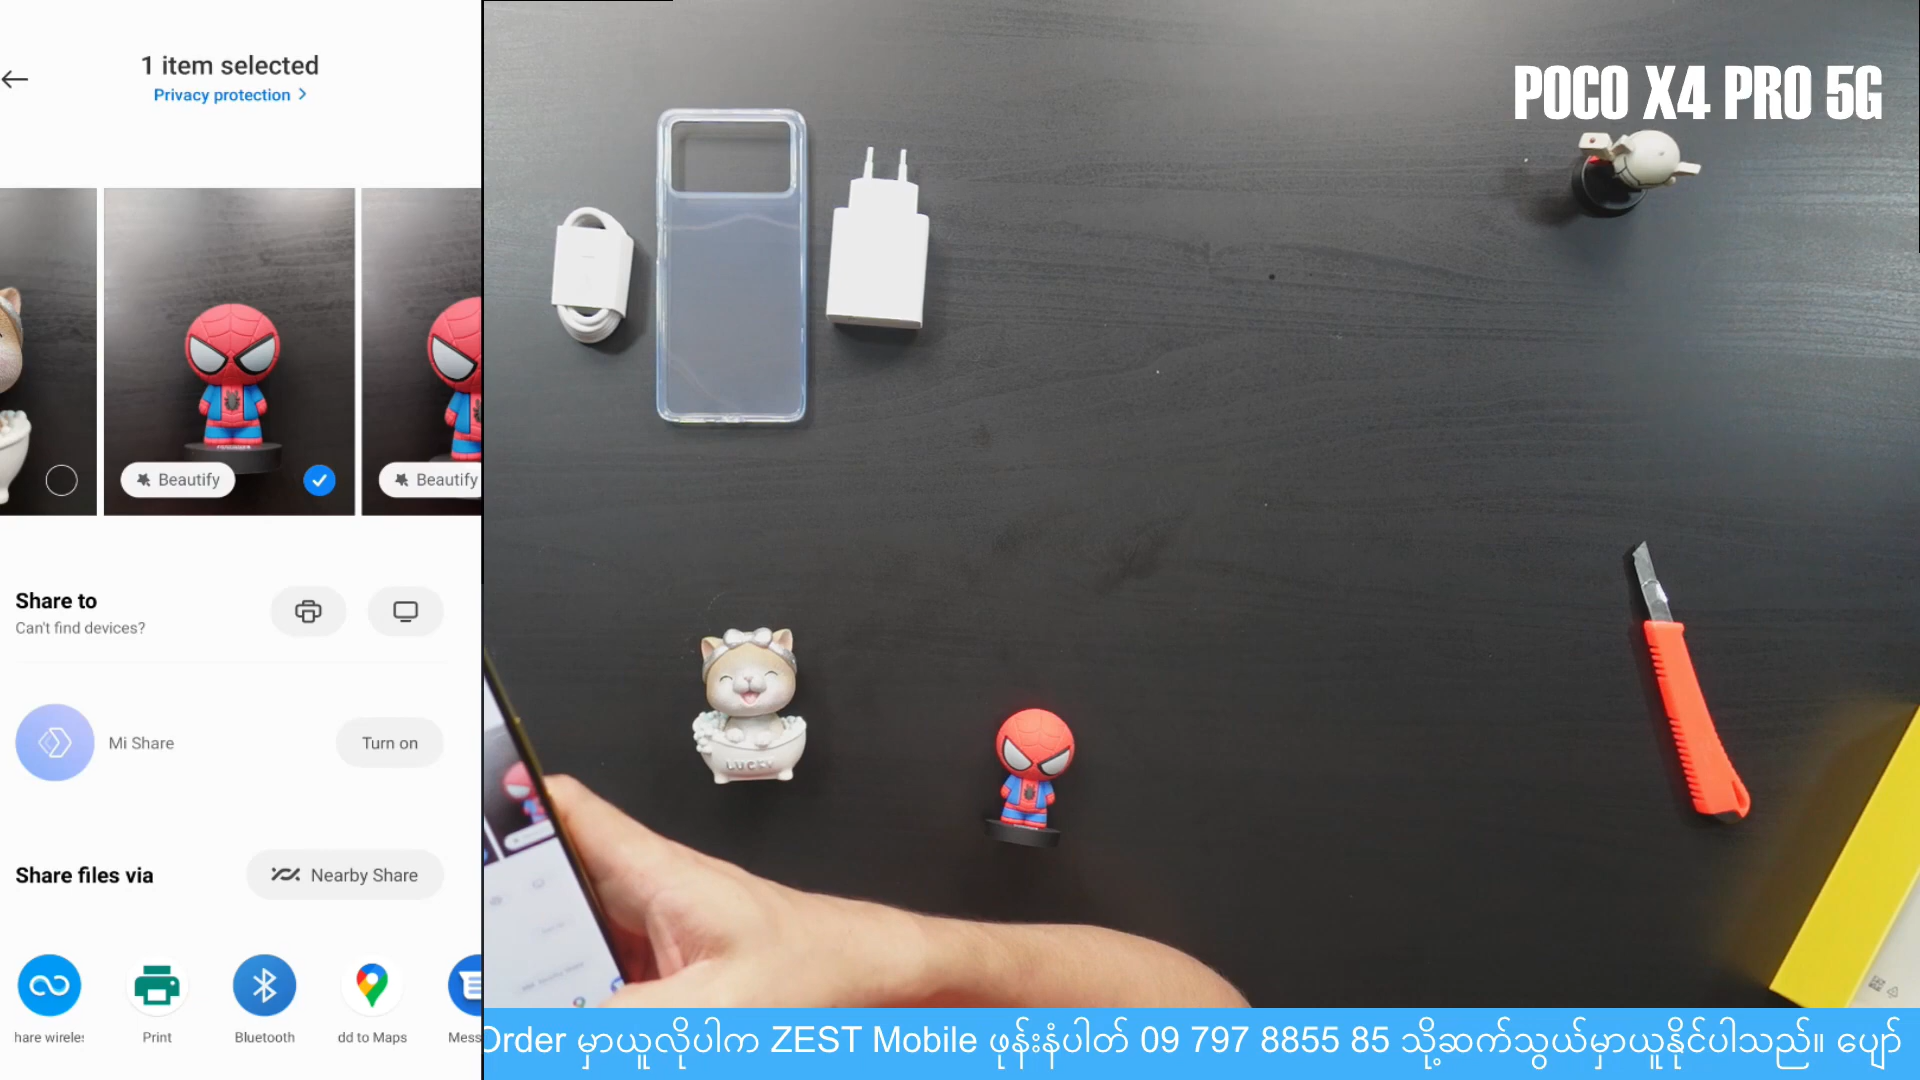 1 item selected
Privacy protection
POCO X4 PRO 5G
Beautify
Beautify
Share to
Can't find devices?
Mi Share
Turn on
LUCKY
Share files via
Nearby Share
hare wireles
Print
Bluetooth
dd to Maps
Mess
Order မှာယူလိုပါက ZEST Mobile ဖုန်းနံပါတ် 09 797 8855 85 သို့ဆက်သွယ်မှာယူနိုင်ပါသည်။ ပျော်